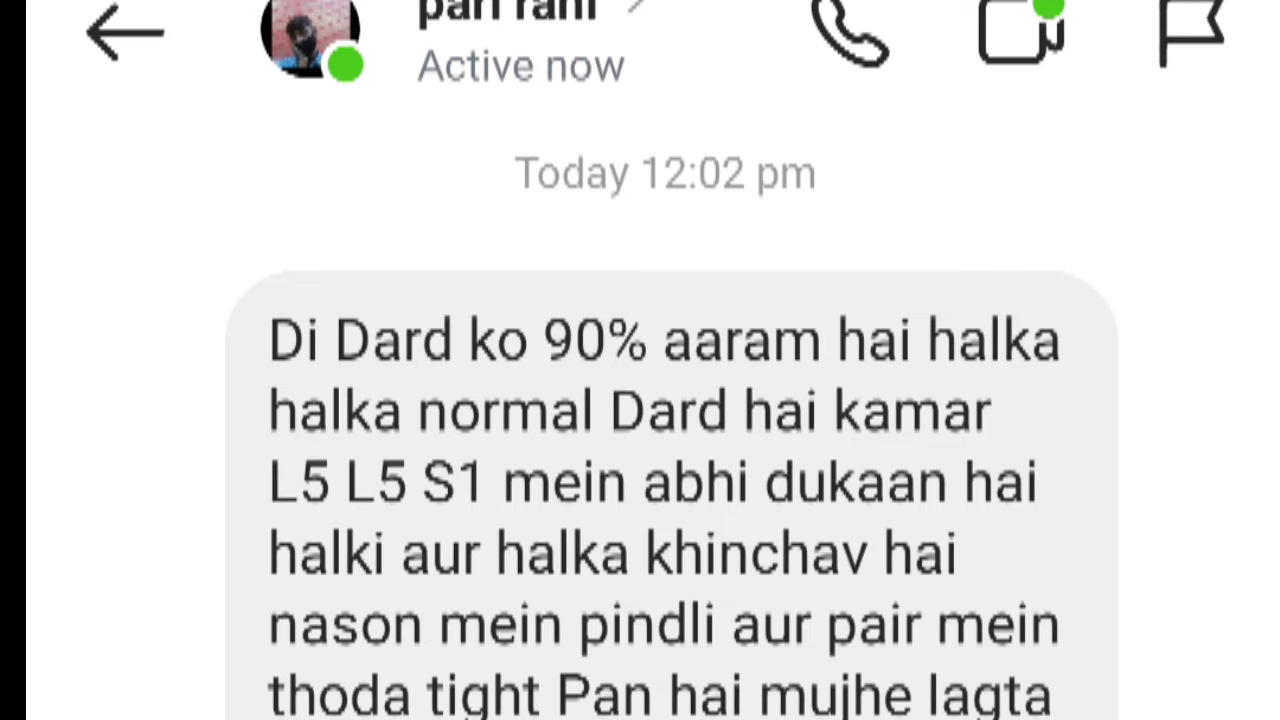 pari rani
Active now
Today 12:02 pm
Di Dard ko 90% aaram hai halka
halka normal Dard hai kamar
L5 L5 S1 mein abhi dukaan hai
halki aur halka khinchav hai
nason mein pindli aur pair mein
thoda tight Pan hai mujhe lagta